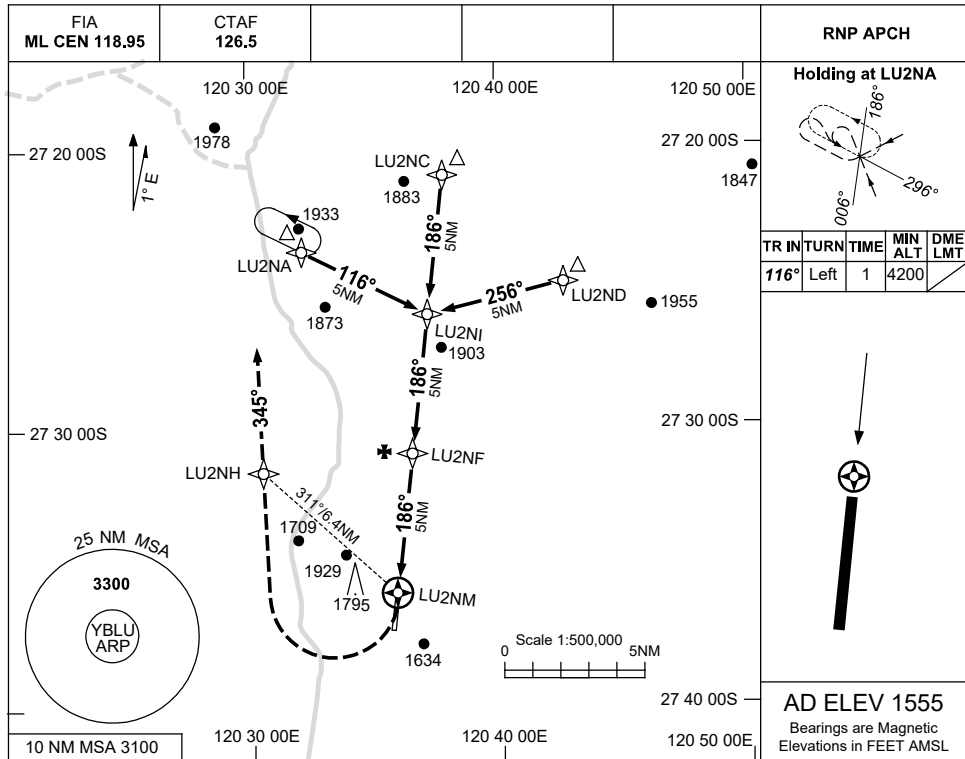 FIA
ML CEN 118.95
CTAF
126.5
RNP APCH
120 30 00E
120 40 00E
120 50 00E
Holding at LU2NA
186°
296°
006°
TR IN TURN TIME MIN ALT DME LMT
116° Left 1 4200
27 20 00S
27 20 00S
1° E
1978
LU2NC
1883
1847
186°
5NM
1933
LU2NA
116°
5NM
256°
5NM
LU2ND
1873
1955
LU2NI
1903
186°
5NM
345°
27 30 00S
27 30 00S
LU2NF
LU2NH
311°/6.4NM
186°
5NM
1709
1929
1795
LU2NM
1634
25 NM MSA
3300
YBLU
ARP
Scale 1:500,000
0 5NM
27 40 00S
10 NM MSA 3100
120 30 00E
120 40 00E
120 50 00E
AD ELEV 1555
Bearings are Magnetic
Elevations in FEET AMSL